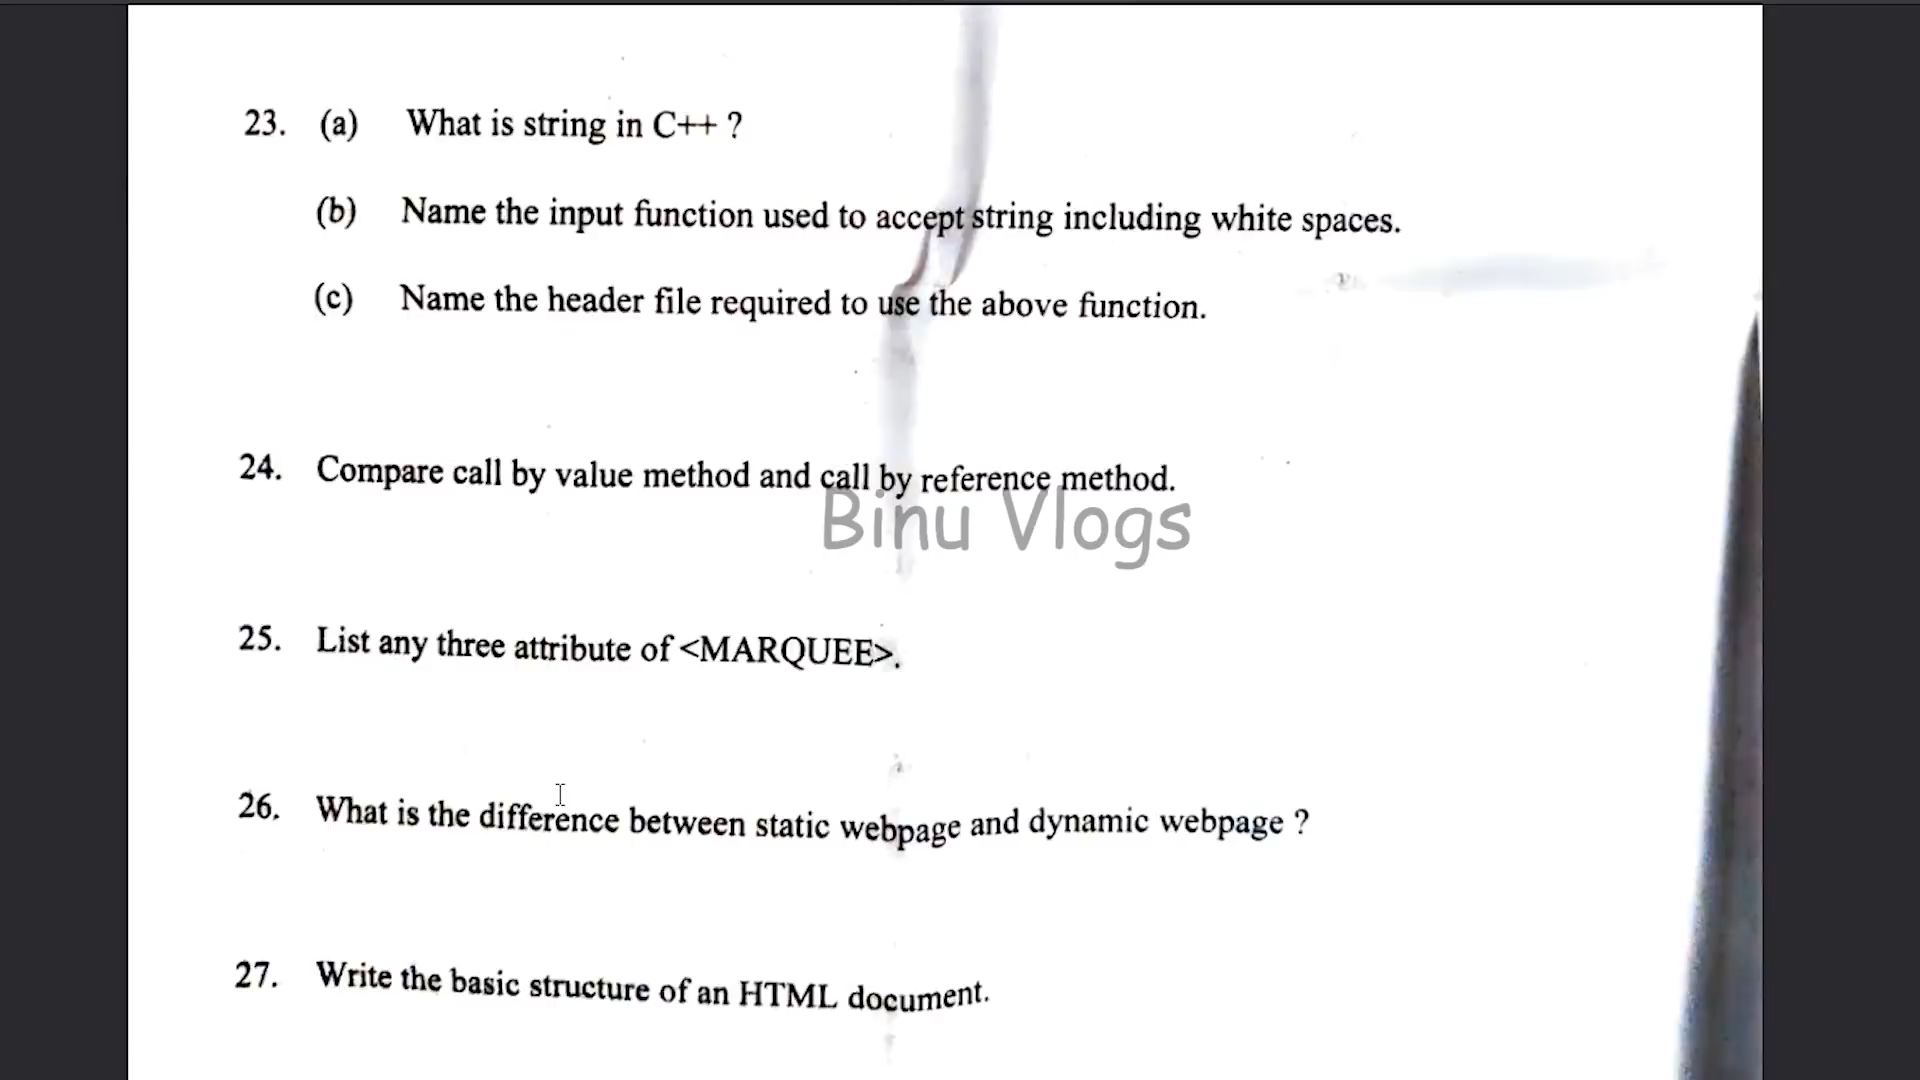 23. (a) What is string in C++ ?
(b) Name the input function used to accept string including white spaces.
(c) Name the header file required to use the above function.
24. Compare call by value method and call by reference method.
Binu Vlogs
25. List any three attribute of <MARQUEE>.
26. What is the difference between static webpage and dynamic webpage ?
27. Write the basic structure of an HTML document.